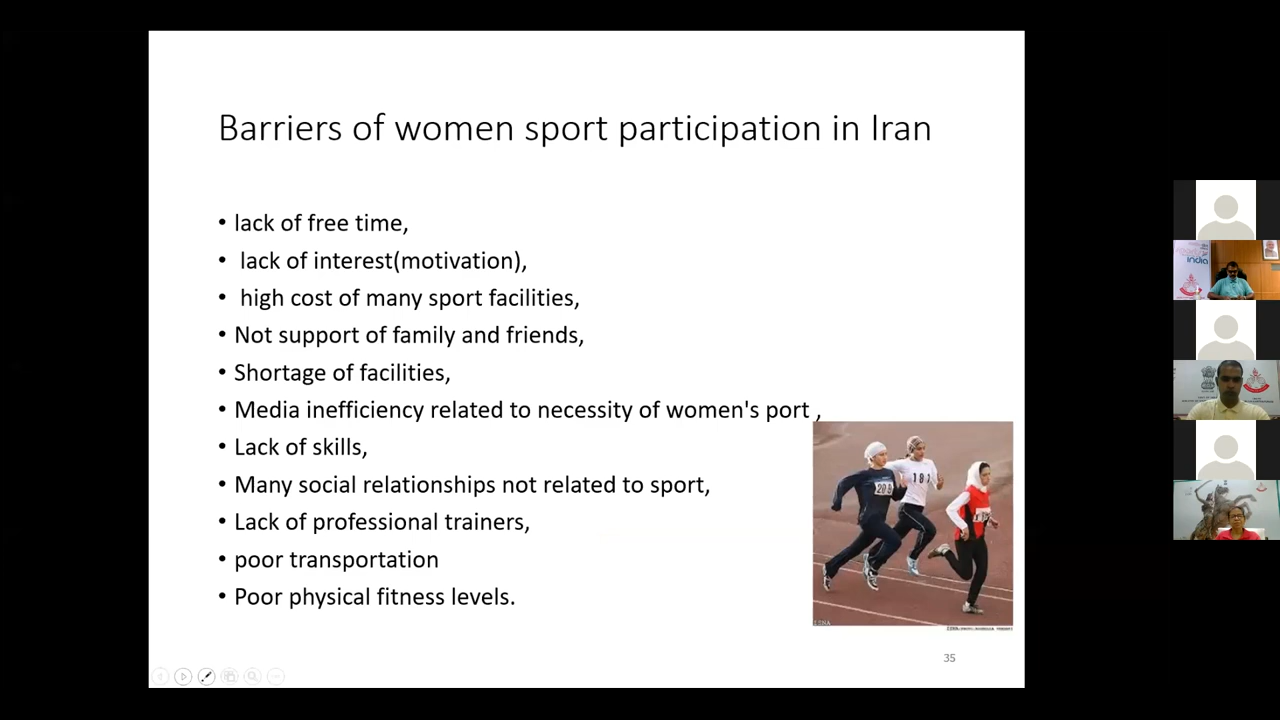 Barriers of women sport participation in Iran
• lack of free time,
• lack of interest(motivation),
• high cost of many sport facilities,
• Not support of family and friends,
• Shortage of facilities,
• Media inefficiency related to necessity of women's port ,
• Lack of skills,
• Many social relationships not related to sport,
• Lack of professional trainers,
• poor transportation
• Poor physical fitness levels.
181
ISNA
35
india